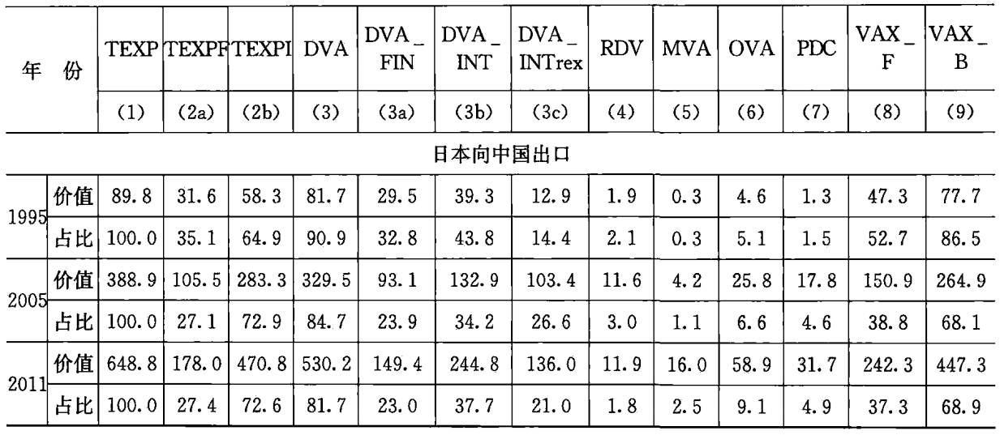 年 份 TEXP TEXPF TEXPI DVA DVA_FIN DVA_INT DVA_INTrex RDV MVA OVA PDC VAX_F VAX_B
(1) (2a) (2b) (3) (3a) (3b) (3c) (4) (5) (6) (7) (8) (9)
日本向中国出口
1995 价值 89.8 31.6 58.3 81.7 29.5 39.3 12.9 1.9 0.3 4.6 1.3 47.3 77.7
占比 100.0 35.1 64.9 90.9 32.8 43.8 14.4 2.1 0.3 5.1 1.5 52.7 86.5
2005 价值 388.9 105.5 283.3 329.5 93.1 132.9 103.4 11.6 4.2 25.8 17.8 150.9 264.9
占比 100.0 27.1 72.9 84.7 23.9 34.2 26.6 3.0 1.1 6.6 4.6 38.8 68.1
2011 价值 648.8 178.0 470.8 530.2 149.4 244.8 136.0 11.9 16.0 58.9 31.7 242.3 447.3
占比 100.0 27.4 72.6 81.7 23.0 37.7 21.0 1.8 2.5 9.1 4.9 37.3 68.9